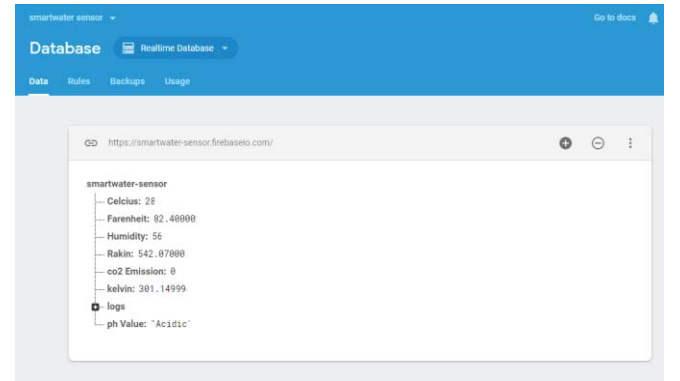 smartwater sensor
Go to docs
Database
Realtime Database
Data Rules Backups Usage
https://smartwater-sensor.firebaseio.com/
smartwater-sensor
Celcius: 28
Farenheit: 82.40000
Humidity: 56
Rakin: 542.07000
co2 Emission: 0
kelvin: 301.14999
logs
ph Value: "Acidic"